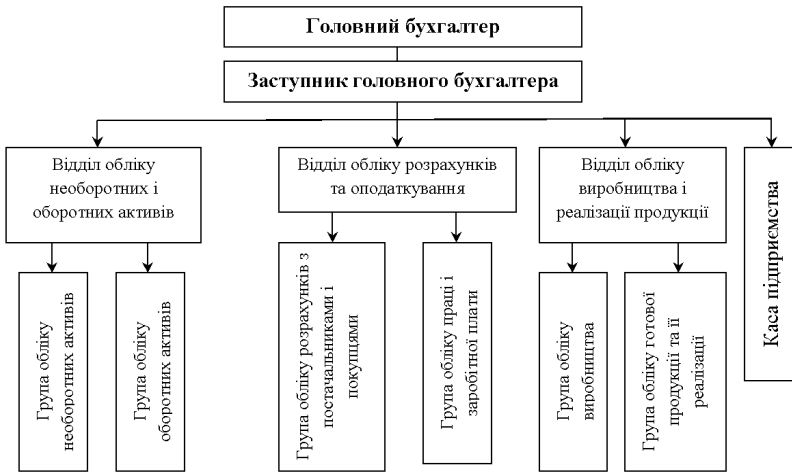 Головний бухгалтер
Заступник головного бухгалтера
Відділ обліку
необоротних і
оборотних активів
Відділ обліку розрахунків
та оподаткування
Відділ обліку
виробництва і
реалізації продукції
Каса підприємства
Група обліку
необоротних активів
Група обліку
оборотних активів
Група обліку розрахунків з
постачальниками і
покупцями
Група обліку праці і
заробітної плати
Група обліку
виробництва
Група обліку готової
продукції та її
реалізації